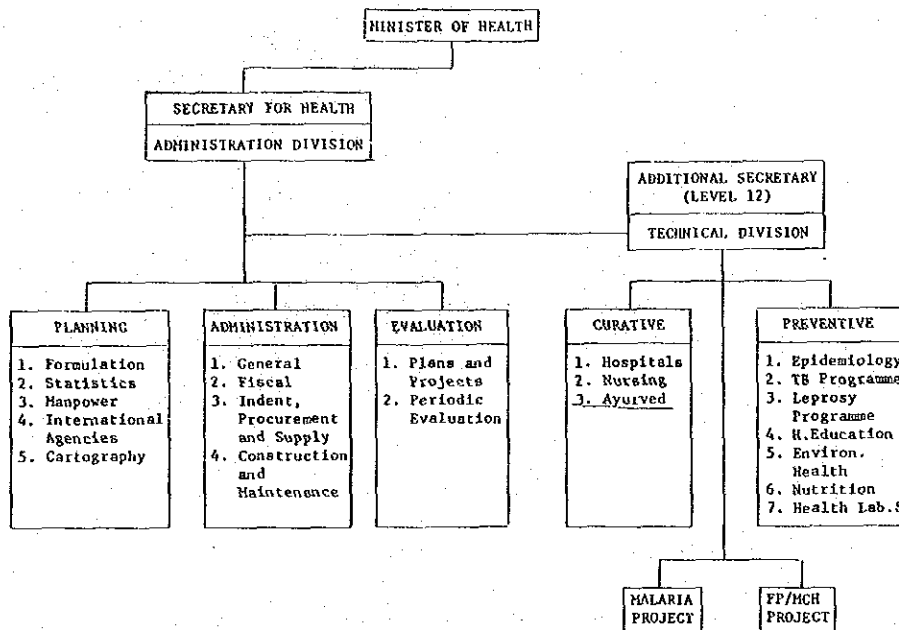 MINISTER OF HEALTH
SECRETARY FOR HEALTH
ADMINISTRATION DIVISION
ADDITIONAL SECRETARY
(LEVEL 12)
TECHNICAL DIVISION
PLANNING
1. Formulation
2. Statistics
3. Manpower
4. International
Agencies
5. Cartography
ADMINISTRATION
1. General
2. Fiscal
3. Indent,
Procurement
and Supply
4. Construction
and
Maintenance
EVALUATION
1. Plans and
Projects
2. Periodic
Evaluation
CURATIVE
1. Hospitals
2. Nursing
3. Ayurved
PREVENTIVE
1. Epidemiology
2. TB Programme
3. Leprosy
Programme
4. H.Education
5. Environ.
Health
6. Nutrition
7. Health Lab.S
MALARIA
PROJECT
FP/MCH
PROJECT